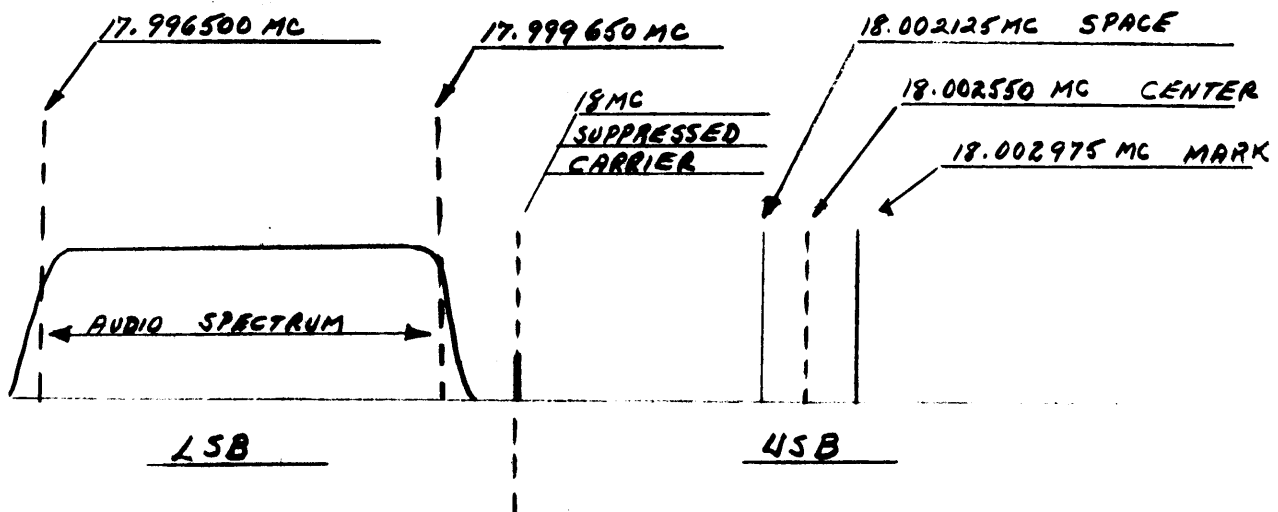 17.996500 MC
17.999650 MC
18.002125 MC SPACE
18 MC
SUPPRESSED
CARRIER
18.002550 MC CENTER
18.002975 MC MARK
AUDIO SPECTRUM
LSB
USB